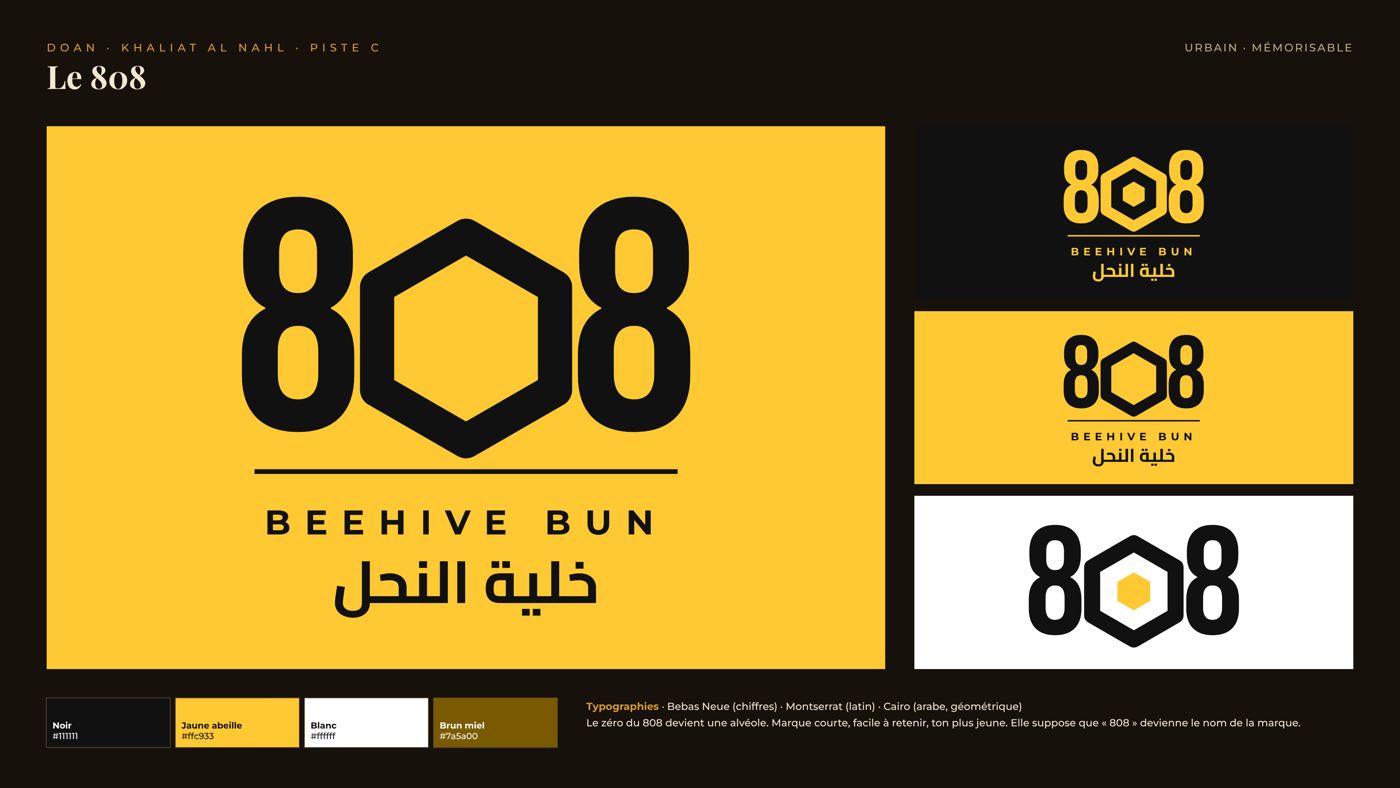 DOAN · KHALIAT AL NAHL · PISTE C
URBAIN · MÉMORISABLE
Le 808
808
BEEHIVE BUN
خلية النحل
808
BEEHIVE BUN
خلية النحل
808
BEEHIVE BUN
خلية النحل
808
Noir
#111111
Jaune abeille
#ffc933
Blanc
#ffffff
Brun miel
#7a5a00
Typographies · Bebas Neue (chiffres) · Montserrat (latin) · Cairo (arabe, géométrique)
Le zéro du 808 devient une alvéole. Marque courte, facile à retenir, ton plus jeune. Elle suppose que « 808 » devienne le nom de la marque.